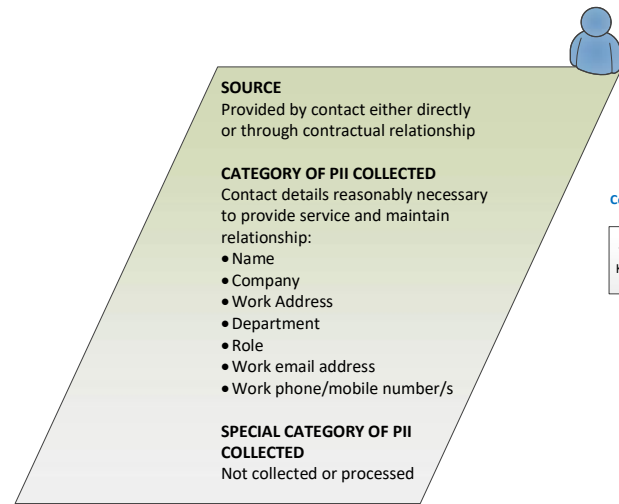 SOURCE
Provided by contact either directly
or through contractual relationship
CATEGORY OF PII COLLECTED
Contact details reasonably necessary
to provide service and maintain
relationship:
• Name
• Company
• Work Address
• Department
• Role
• Work email address
• Work phone/mobile number/s
SPECIAL CATEGORY OF PII
COLLECTED
Not collected or processed